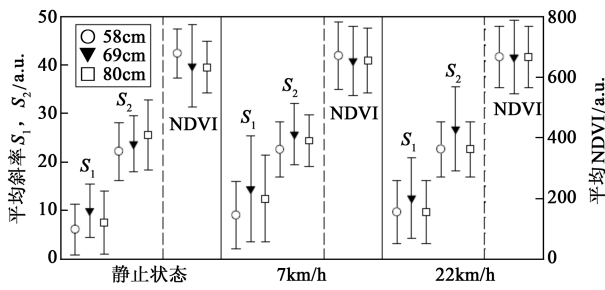 50
40
30
20
10
0
平均斜率S₁，S₂/a.u.
58cm
69cm
80cm
S₁
S₂
NDVI
S₁
S₂
NDVI
S₁
S₂
NDVI
800
600
400
200
0
平均NDVI/a.u.
静止状态
7km/h
22km/h